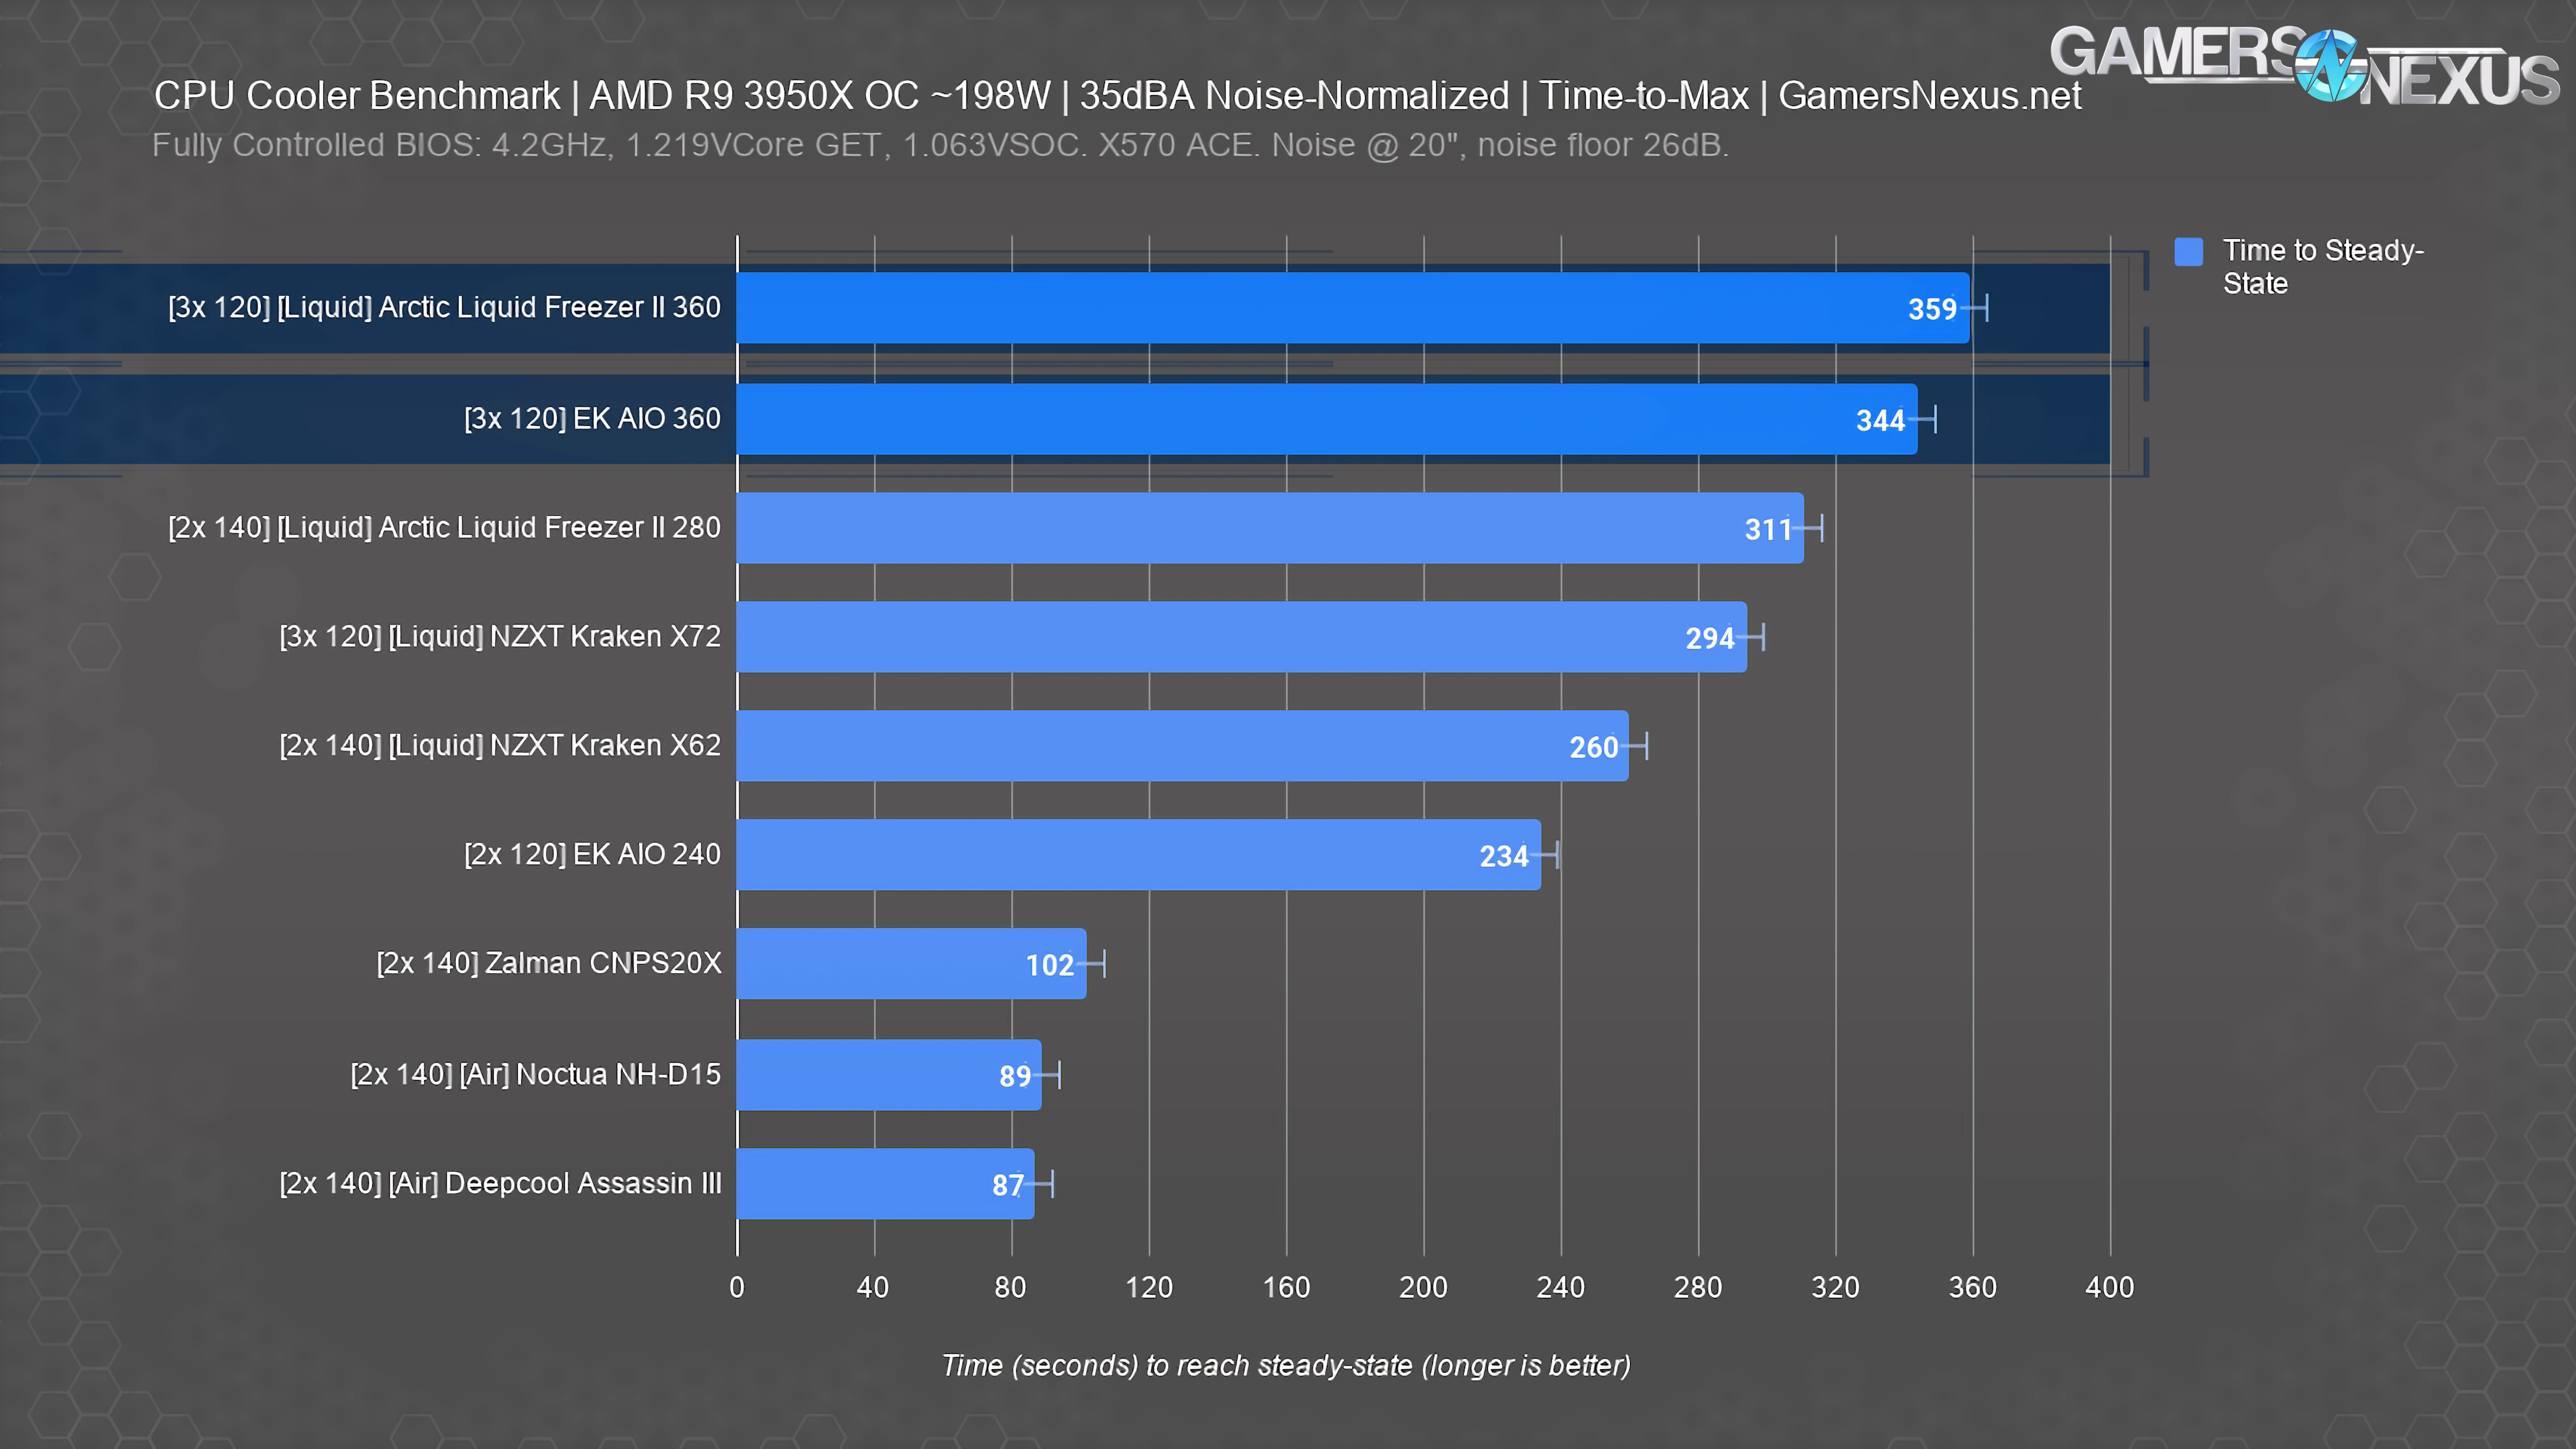 GAMERS NEXUS
CPU Cooler Benchmark | AMD R9 3950X OC ~198W | 35dBA Noise-Normalized | Time-to-Max | GamersNexus.net
Fully Controlled BIOS: 4.2GHz, 1.219VCore GET, 1.063VSOC. X570 ACE. Noise @ 20", noise floor 26dB.
Time to Steady-
State
[3x 120] [Liquid] Arctic Liquid Freezer II 360 359
[3x 120] EK AIO 360 344
[2x 140] [Liquid] Arctic Liquid Freezer II 280 311
[3x 120] [Liquid] NZXT Kraken X72 294
[2x 140] [Liquid] NZXT Kraken X62 260
[2x 120] EK AIO 240 234
[2x 140] Zalman CNPS20X 102
[2x 140] [Air] Noctua NH-D15 89
[2x 140] [Air] Deepcool Assassin III 87
0 40 80 120 160 200 240 280 320 360 400
Time (seconds) to reach steady-state (longer is better)